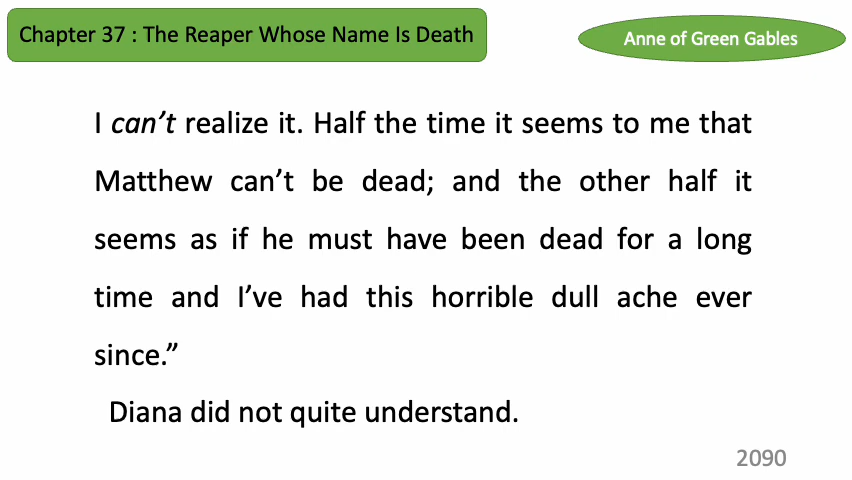 Chapter 37 : The Reaper Whose Name Is Death
Anne of Green Gables
I can’t realize it. Half the time it seems to me that
Matthew can’t be dead; and the other half it
seems as if he must have been dead for a long
time and I’ve had this horrible dull ache ever
since.”
Diana did not quite understand.
2090